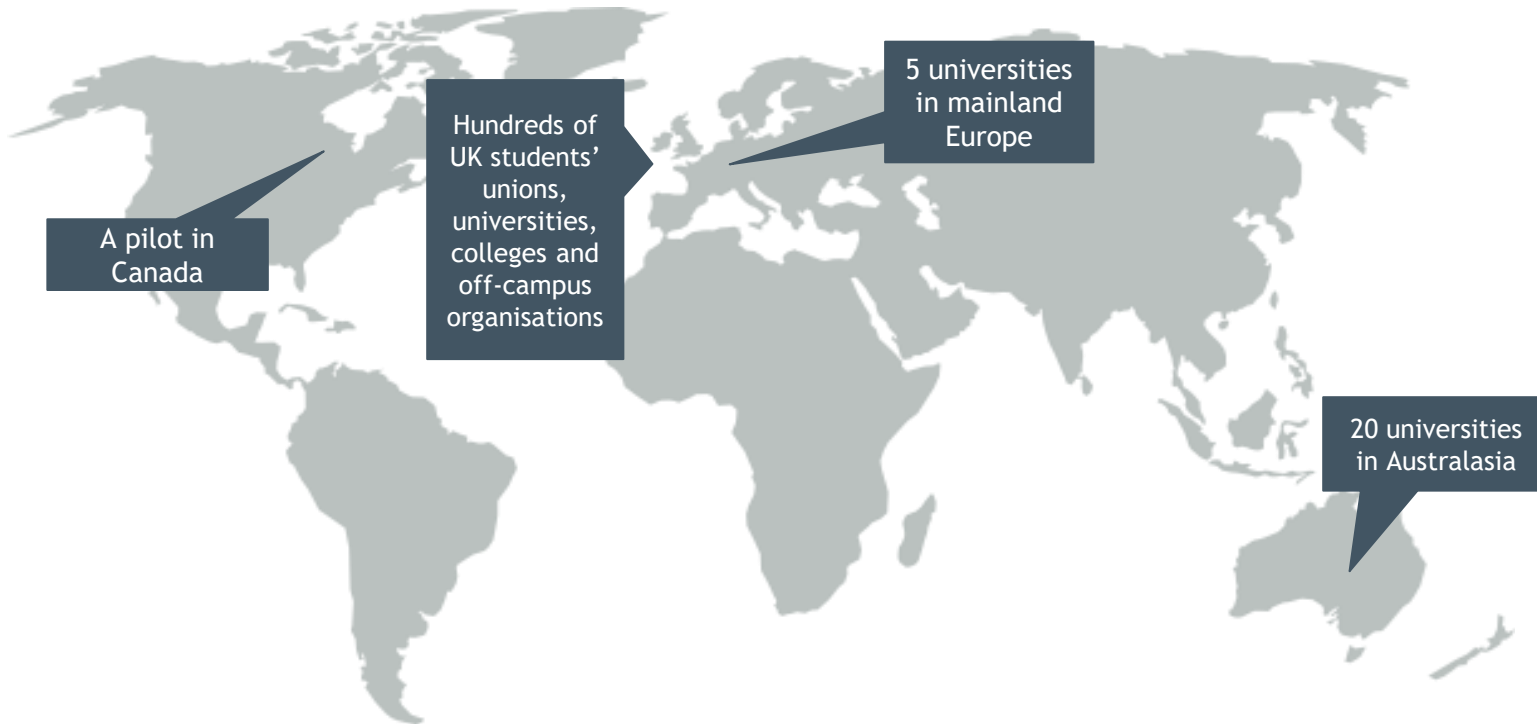 A pilot in
Canada
Hundreds of
UK students’
unions,
universities,
colleges and
off-campus
organisations
5 universities
in mainland
Europe
20 universities
in Australasia